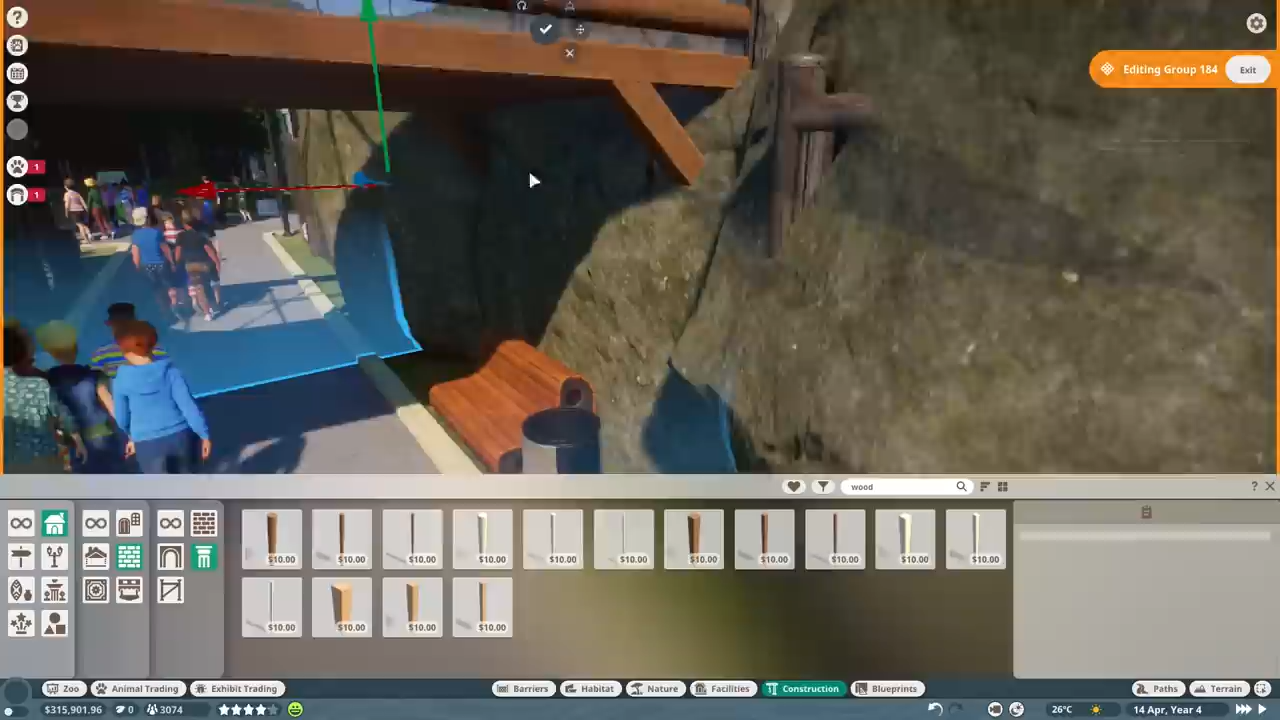 ?
Editing Group 184 Exit
1
1
wood
? 
$10.00 $10.00 $10.00 $10.00 $10.00 $10.00 $10.00 $10.00 $10.00 $10.00 $10.00
$10.00 $10.00 $10.00 $10.00
Zoo Animal Trading Exhibit Trading Barriers Habitat Nature Facilities Construction Blueprints Paths Terrain
$315,901.96 0 3074 26°C 14 Apr, Year 4